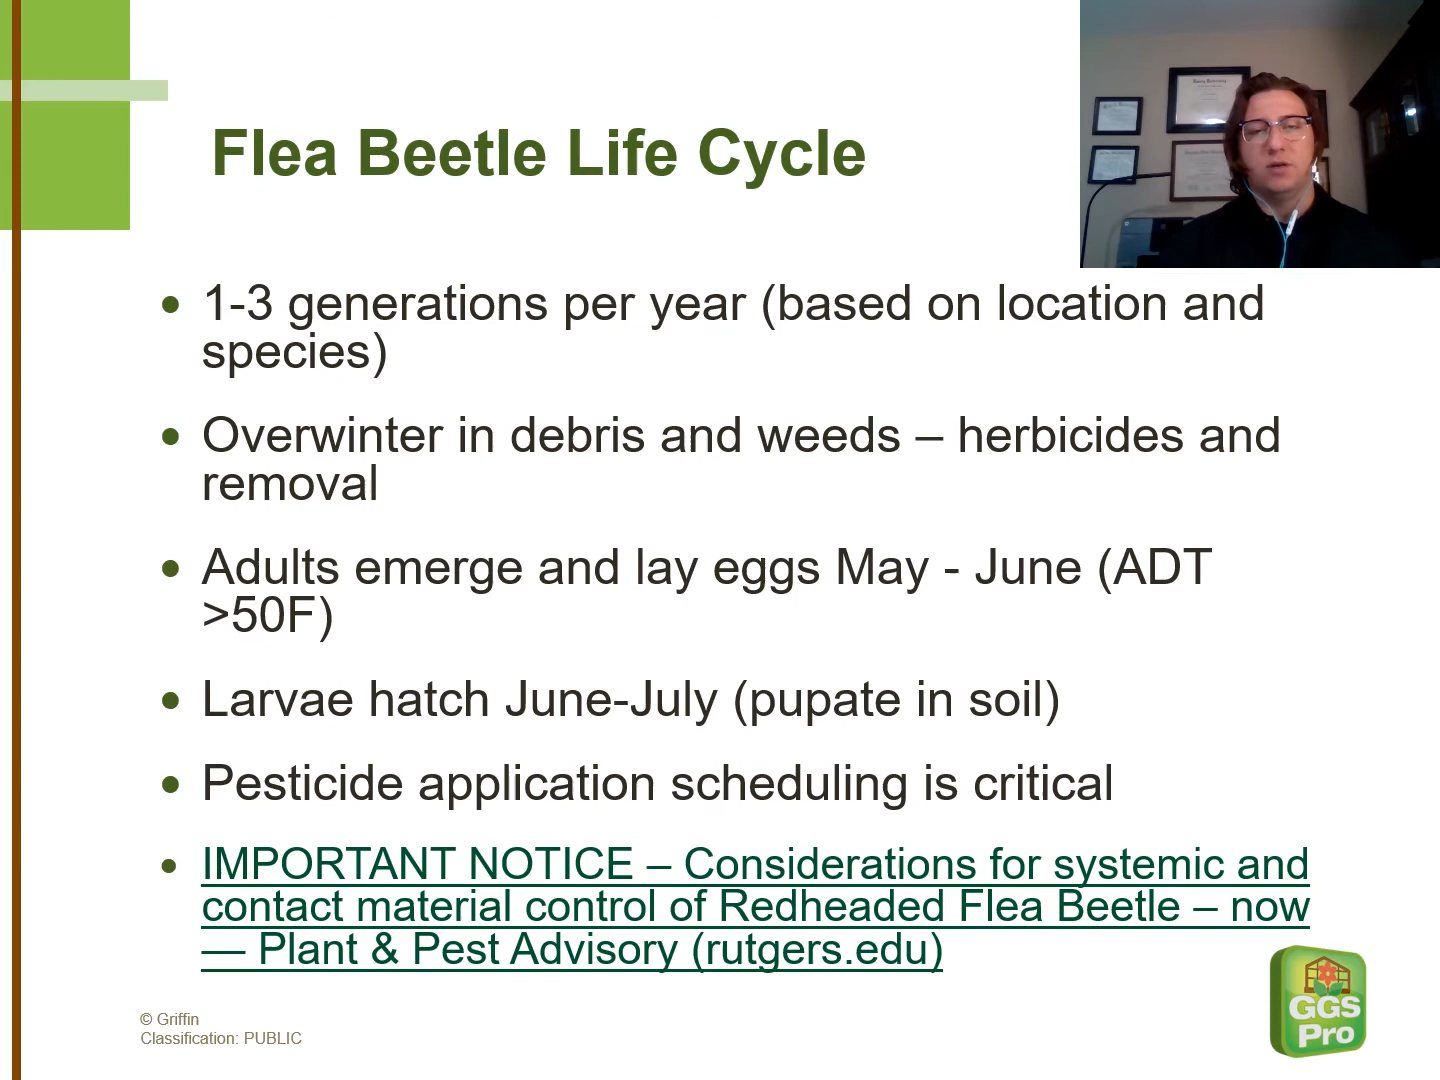 Flea Beetle Life Cycle
1-3 generations per year (based on location and
species)
Overwinter in debris and weeds – herbicides and
removal
Adults emerge and lay eggs May - June (ADT
>50F)
Larvae hatch June-July (pupate in soil)
Pesticide application scheduling is critical
IMPORTANT NOTICE – Considerations for systemic and
contact material control of Redheaded Flea Beetle – now
— Plant & Pest Advisory (rutgers.edu)
© Griffin
Classification: PUBLIC
GGS
Pro